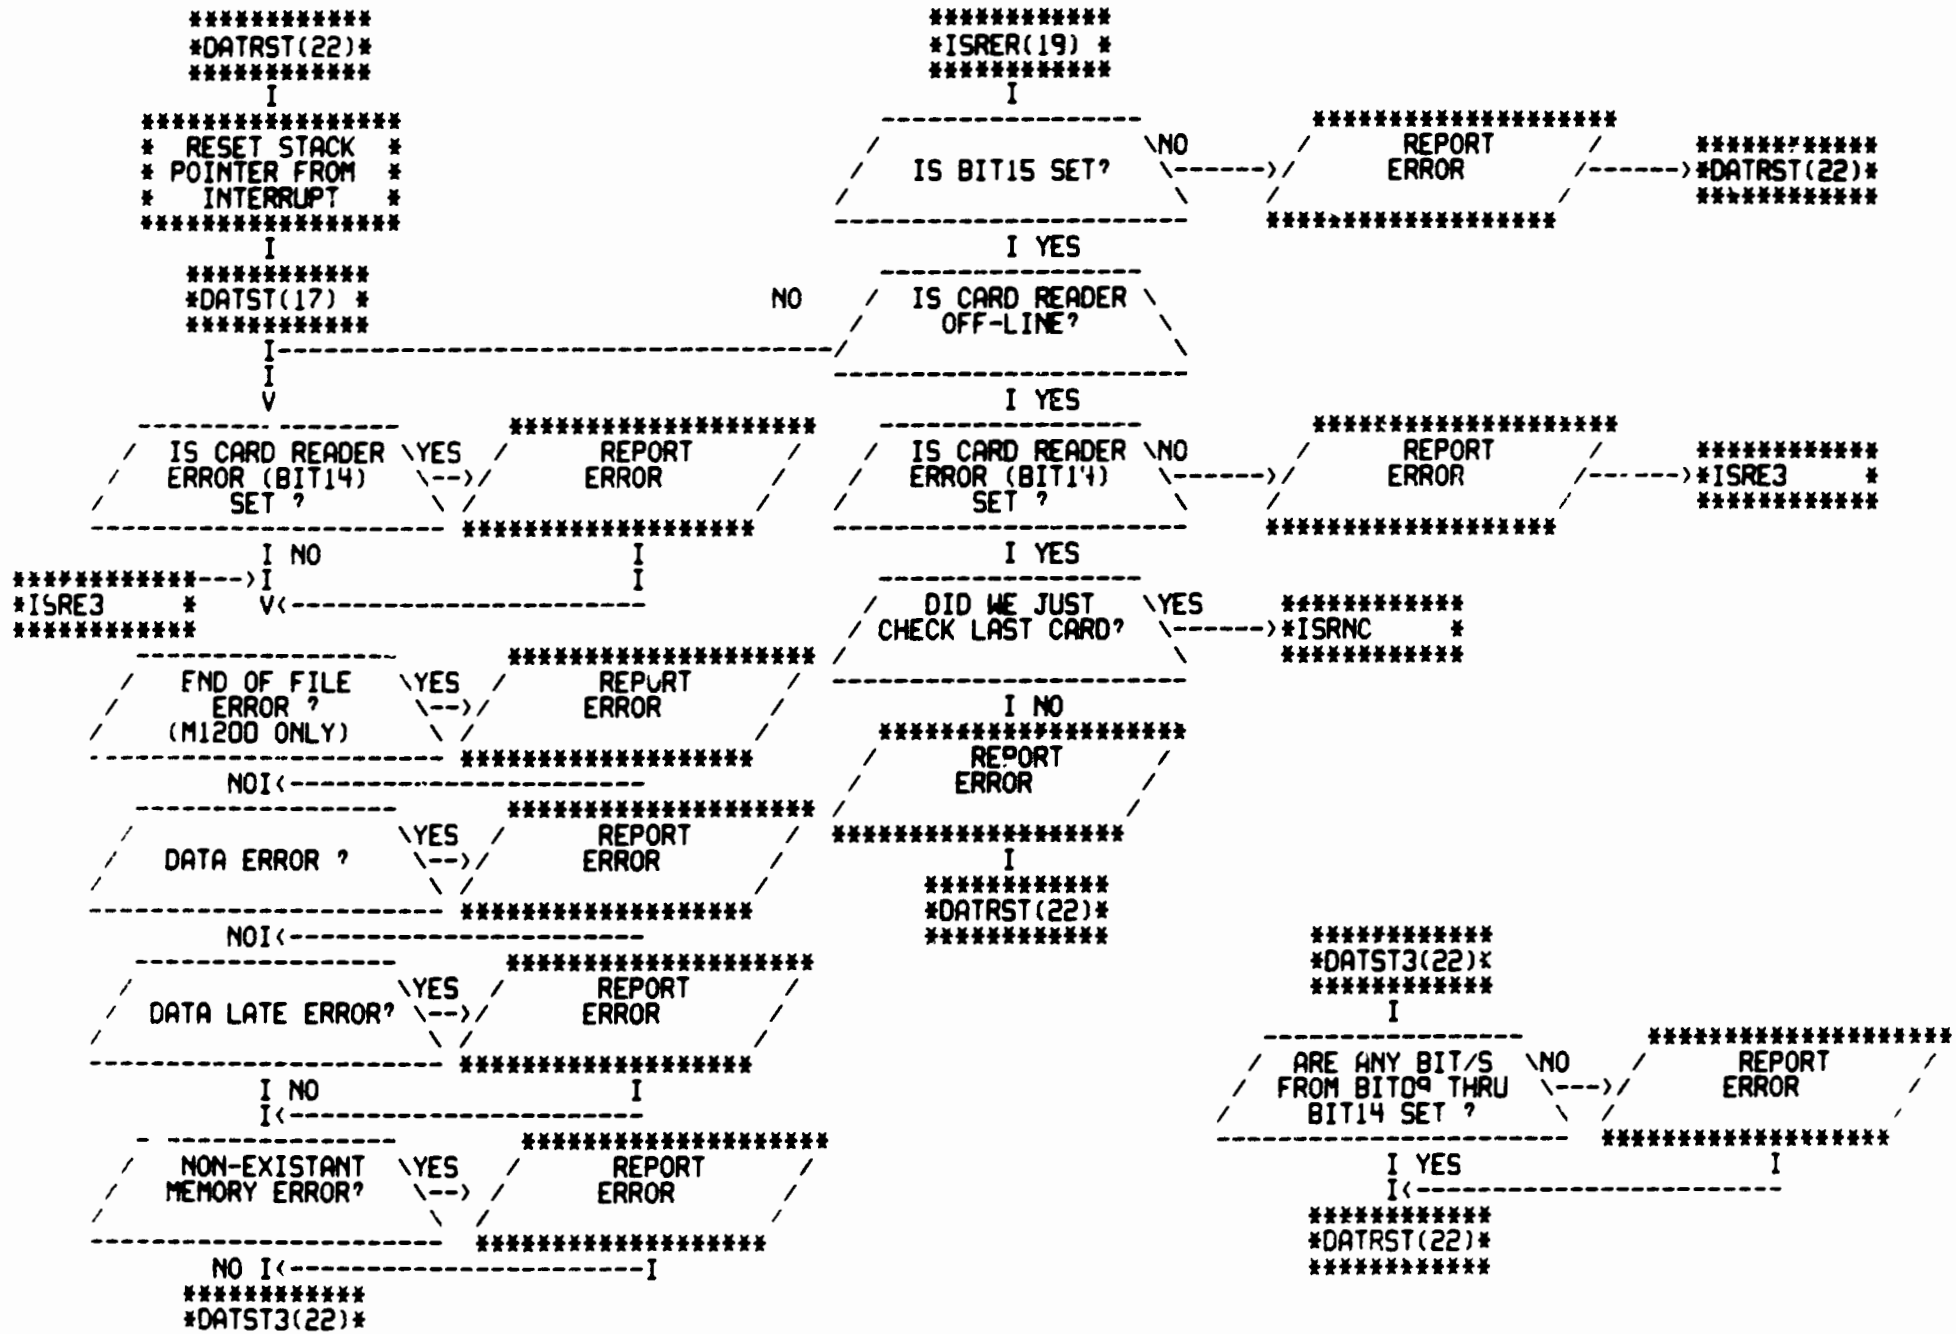 *DATRST(22)*
I
* RESET STACK *
* POINTER FROM *
* INTERRUPT *
I
*DATST(17) *
I
I
V
IS CARD READER
ERROR (BIT14)
SET ?
YES
REPORT
ERROR
I NO
I
*ISRE3 *
I
I
V
END OF FILE
ERROR ?
(M1200 ONLY)
YES
REPORT
ERROR
NOI
DATA ERROR ?
YES
REPORT
ERROR
NOI
DATA LATE ERROR?
YES
REPORT
ERROR
I NO
I
I
NON-EXISTANT
MEMORY ERROR?
YES
REPORT
ERROR
NO I
I
*DATST3(22)*
*ISRER(19) *
I
IS BIT15 SET?
NO
REPORT
ERROR
*DATRST(22)*
I YES
IS CARD READER
OFF-LINE?
NO
I YES
IS CARD READER
ERROR (BIT14)
SET ?
NO
REPORT
ERROR
*ISRE3 *
I YES
DID WE JUST
CHECK LAST CARD?
YES
*ISRNC *
I NO
REPORT
ERROR
I
*DATRST(22)*
*DATST3(22)*
I
ARE ANY BIT/S
FROM BIT09 THRU
BIT14 SET ?
NO
REPORT
ERROR
I YES
I
I
*DATRST(22)*